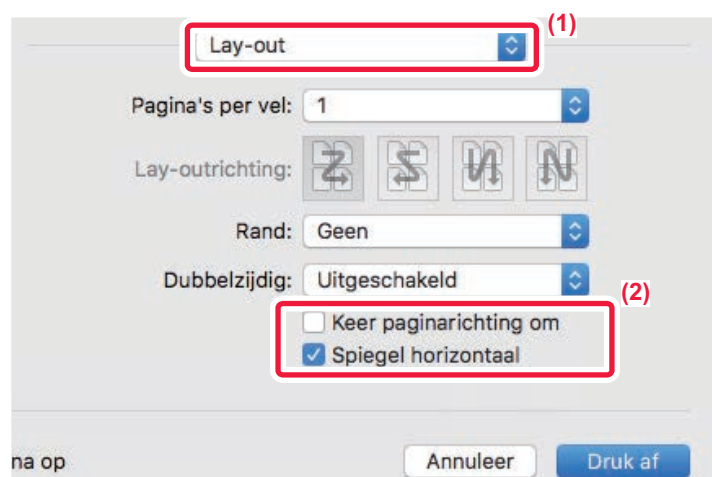 (1)
Lay-out
Pagina's per vel: 1
Lay-outrichting:
Rand: Geen
Dubbelzijdig: Uitgeschakeld
(2)
Keer paginarichting om
Spiegel horizontaal
na op
Annuleer
Druk af